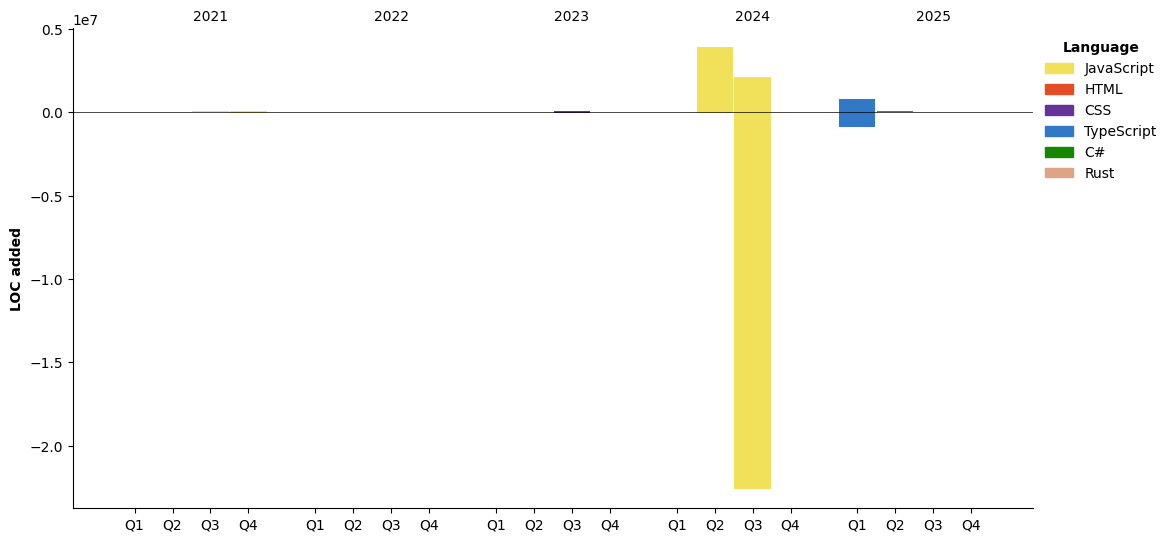 2021 2022 2023 2024 2025
1e7
0.5
0.0
−0.5
−1.0
−1.5
−2.0
LOC added
Q1 Q2 Q3 Q4 Q1 Q2 Q3 Q4 Q1 Q2 Q3 Q4 Q1 Q2 Q3 Q4 Q1 Q2 Q3 Q4
Language
JavaScript
HTML
CSS
TypeScript
C#
Rust